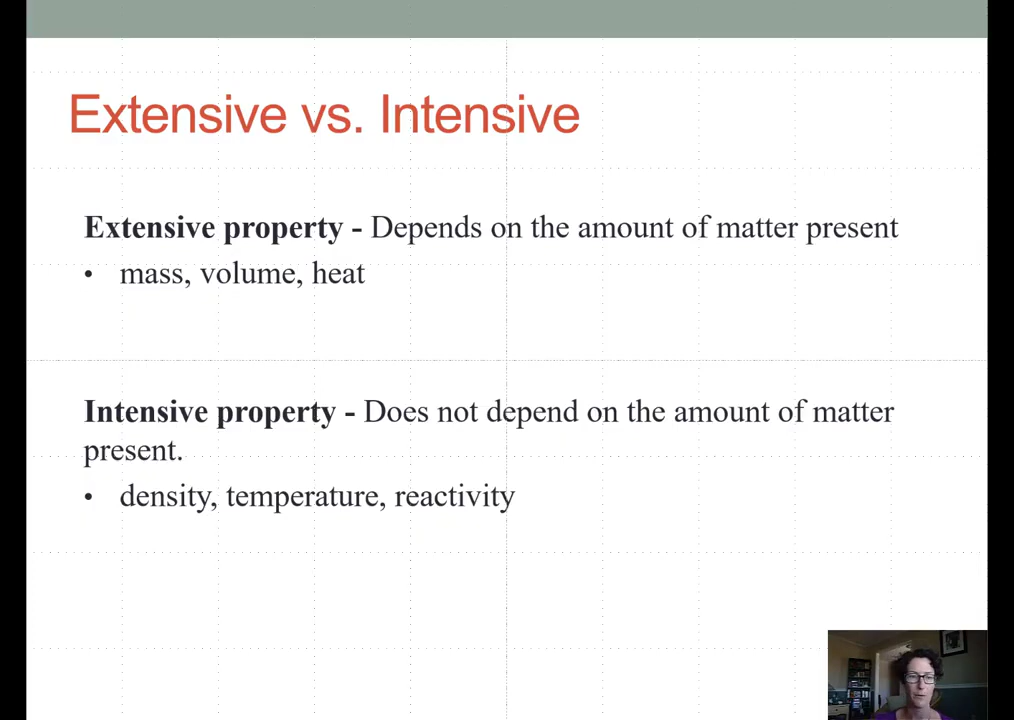 Extensive vs. Intensive
Extensive property - Depends on the amount of matter present
• mass, volume, heat
Intensive property - Does not depend on the amount of matter
present.
• density, temperature, reactivity